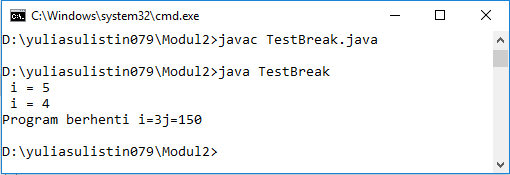 C:\Windows\system32\cmd.exe
D:\yuliasulistin079\Modul2>javac TestBreak.java
D:\yuliasulistin079\Modul2>java TestBreak
i = 5
i = 4
Program berhenti i=3j=150
D:\yuliasulistin079\Modul2>